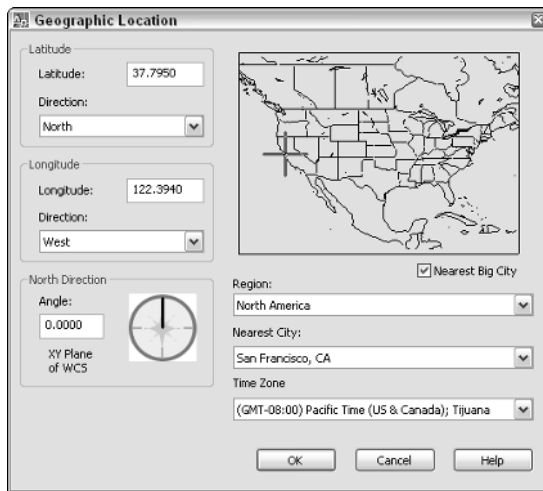 Geographic Location
Latitude
Latitude: 37.7950
Direction:
North
Longitude
Longitude: 122.3940
Direction:
West
North Direction
Angle:
0.0000
XY Plane
of WCS
Nearest Big City
Region:
North America
Nearest City:
San Francisco, CA
Time Zone
(GMT-08:00) Pacific Time (US & Canada); Tijuana
OK Cancel Help